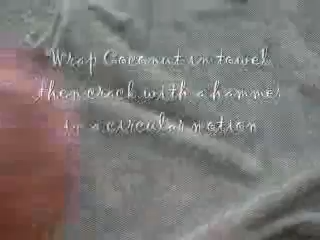 Wrap Coconut in towel
then crack with a hammer
in a circular motion